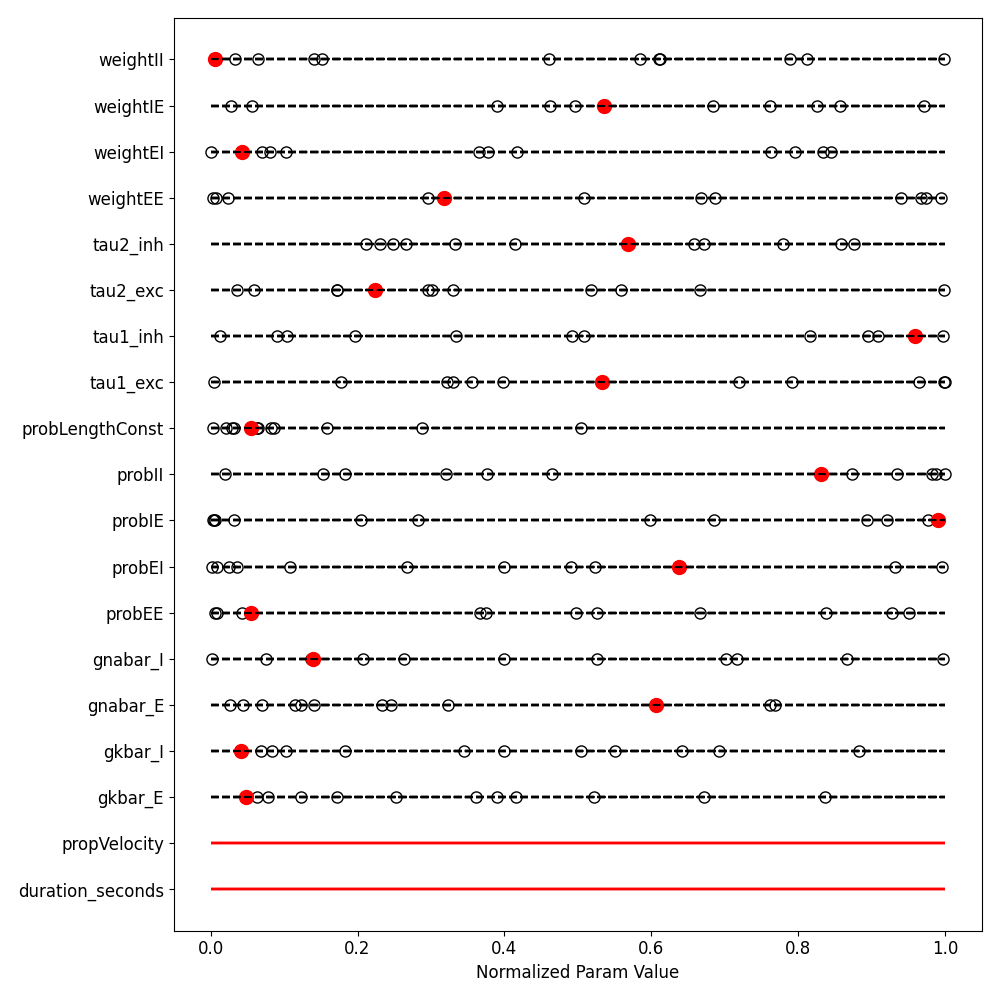 weightII
weightIE
weightEI
weightEE
tau2_inh
tau2_exc
tau1_inh
tau1_exc
probLengthConst
probII
probIE
probEI
probEE
gnabar_I
gnabar_E
gkbar_I
gkbar_E
propVelocity
duration_seconds
0.0 0.2 0.4 0.6 0.8 1.0
Normalized Param Value